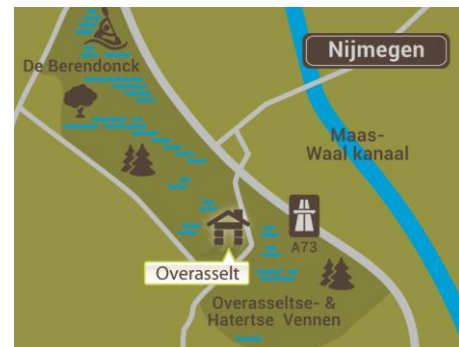 Nijmegen
De Berendonck
Maas-
Waal kanaal
A73
Overasselt
Overasseltse- &
Hatertse Vennen